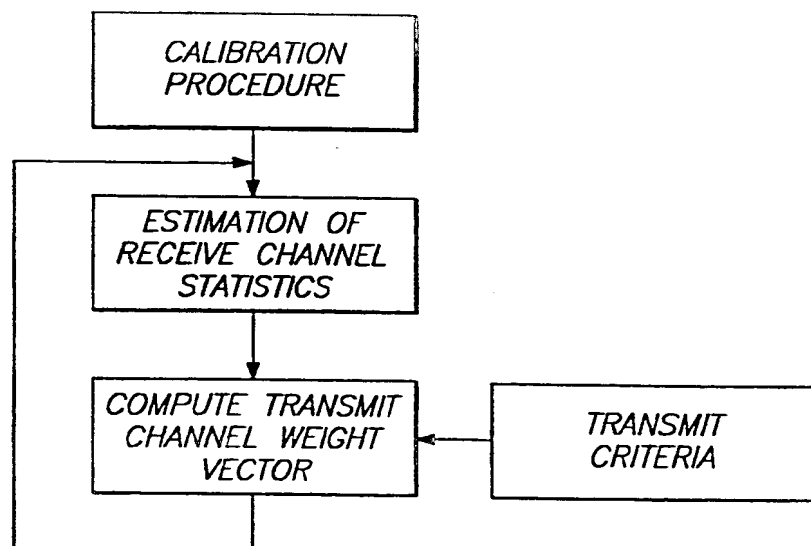 CALIBRATION
PROCEDURE
ESTIMATION OF
RECEIVE CHANNEL
STATISTICS
COMPUTE TRANSMIT
CHANNEL WEIGHT
VECTOR
TRANSMIT
CRITERIA